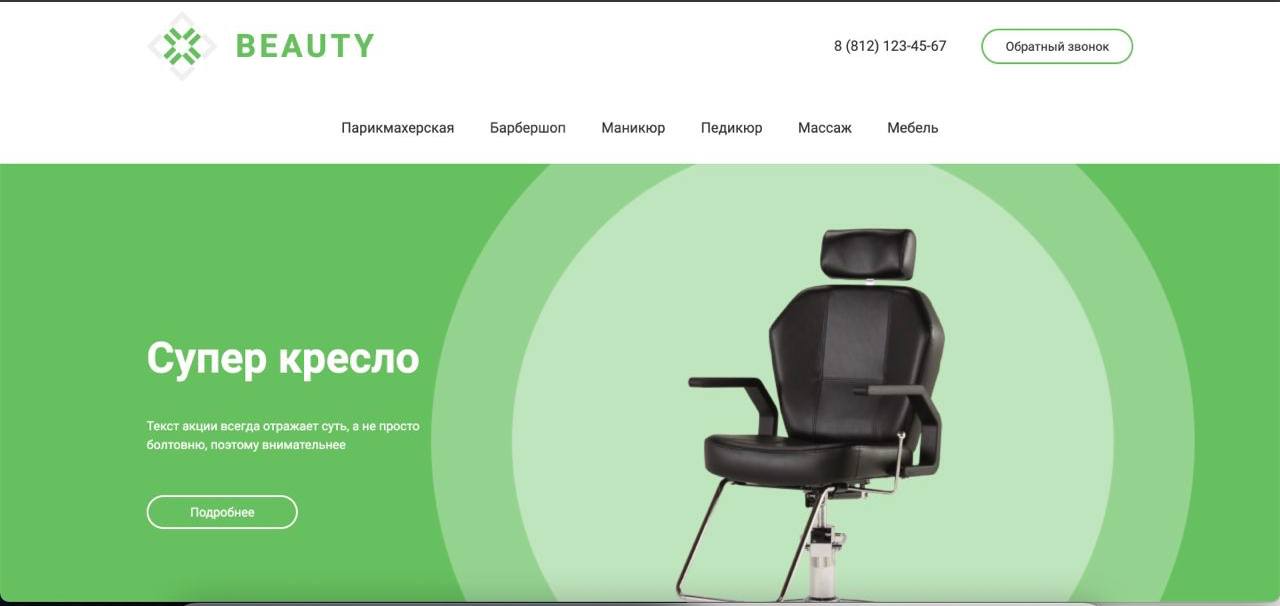 BEAUTY
8 (812) 123-45-67
Обратный звонок
Парикмахерская Барбершоп Маникюр Педикюр Массаж Мебель
Супер кресло
Текст акции всегда отражает суть, а не просто
болтовню, поэтому внимательнее
Подробнее